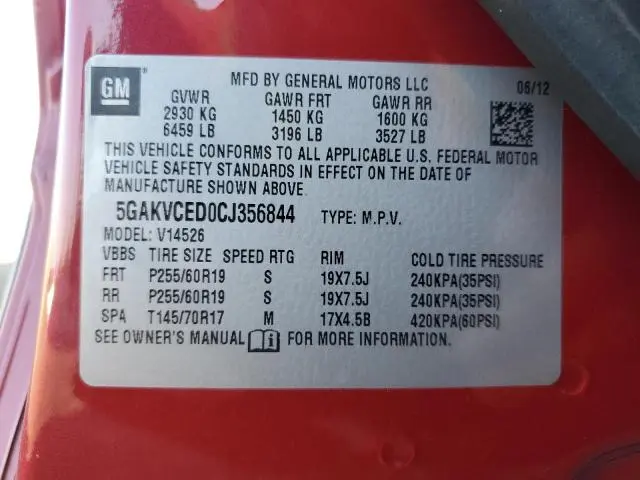 GM
MFD BY GENERAL MOTORS LLC 06/12
GVWR GAWR FRT GAWR RR
2930 KG 1450 KG 1600 KG
6459 LB 3196 LB 3527 LB
THIS VEHICLE CONFORMS TO ALL APPLICABLE U.S. FEDERAL MOTOR
VEHICLE SAFETY STANDARDS IN EFFECT ON THE DATE OF
MANUFACTURE SHOWN ABOVE.
5GAKVCED0CJ356844 TYPE: M.P.V.
MODEL: V14526
VBBS TIRE SIZE SPEED RTG RIM COLD TIRE PRESSURE
FRT P255/60R19 S 19X7.5J 240KPA(35PSI)
RR P255/60R19 S 19X7.5J 240KPA(35PSI)
SPA T145/70R17 M 17X4.5B 420KPA(60PSI)
SEE OWNER'S MANUAL FOR MORE INFORMATION.